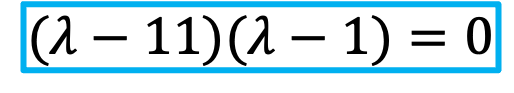 (λ − 11)(λ − 1) = 0